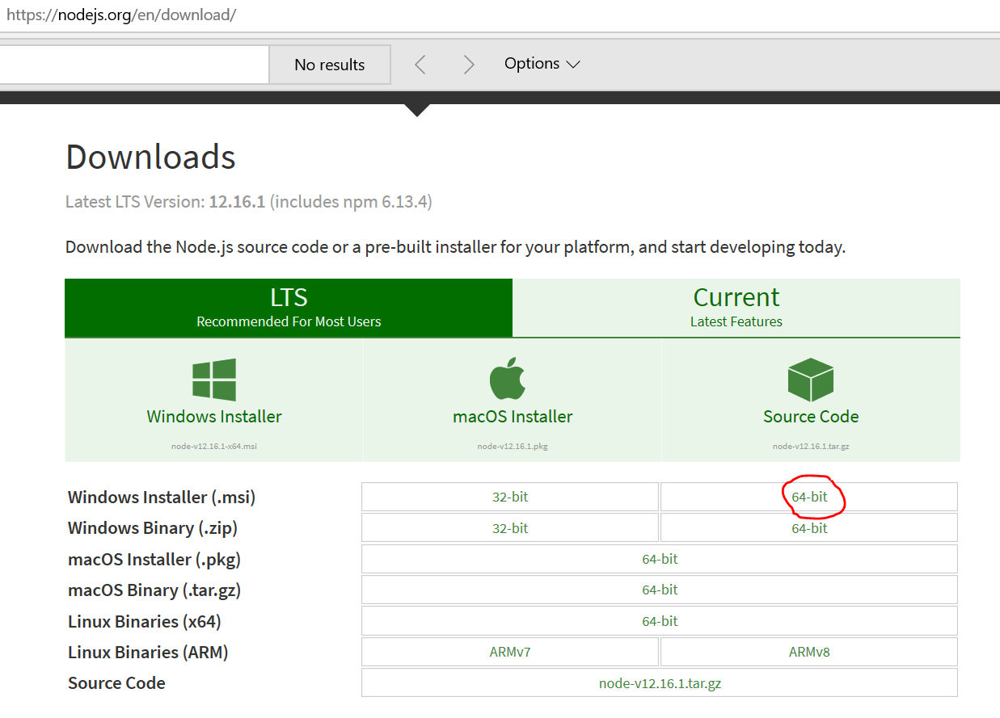 https://nodejs.org/en/download/
No results
Options
Downloads
Latest LTS Version: 12.16.1 (includes npm 6.13.4)
Download the Node.js source code or a pre-built installer for your platform, and start developing today.
LTS
Recommended For Most Users
Current
Latest Features
Windows Installer
node-v12.16.1-x64.msi
macOS Installer
node-v12.16.1.pkg
Source Code
node-v12.16.1.tar.gz
Windows Installer (.msi) 32-bit 64-bit
Windows Binary (.zip) 32-bit 64-bit
macOS Installer (.pkg) 64-bit
macOS Binary (.tar.gz) 64-bit
Linux Binaries (x64) 64-bit
Linux Binaries (ARM) ARMv7 ARMv8
Source Code node-v12.16.1.tar.gz